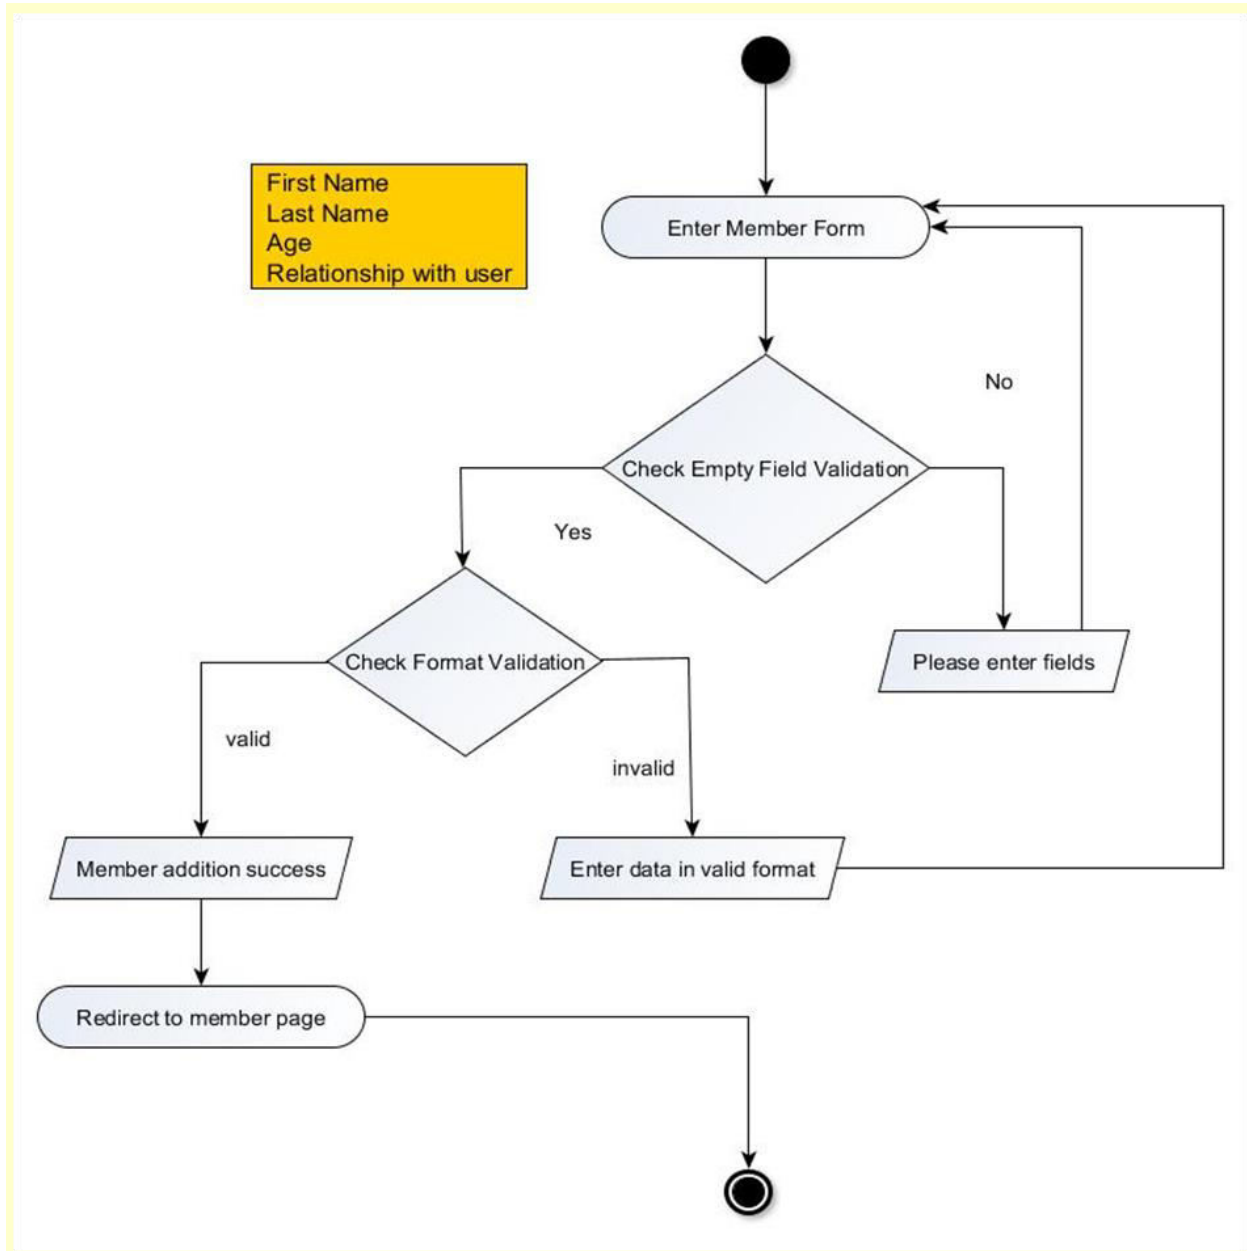 First Name
Last Name
Age
Relationship with user
Enter Member Form
No
Check Empty Field Validation
Yes
Please enter fields
Check Format Validation
valid
invalid
Member addition success
Enter data in valid format
Redirect to member page